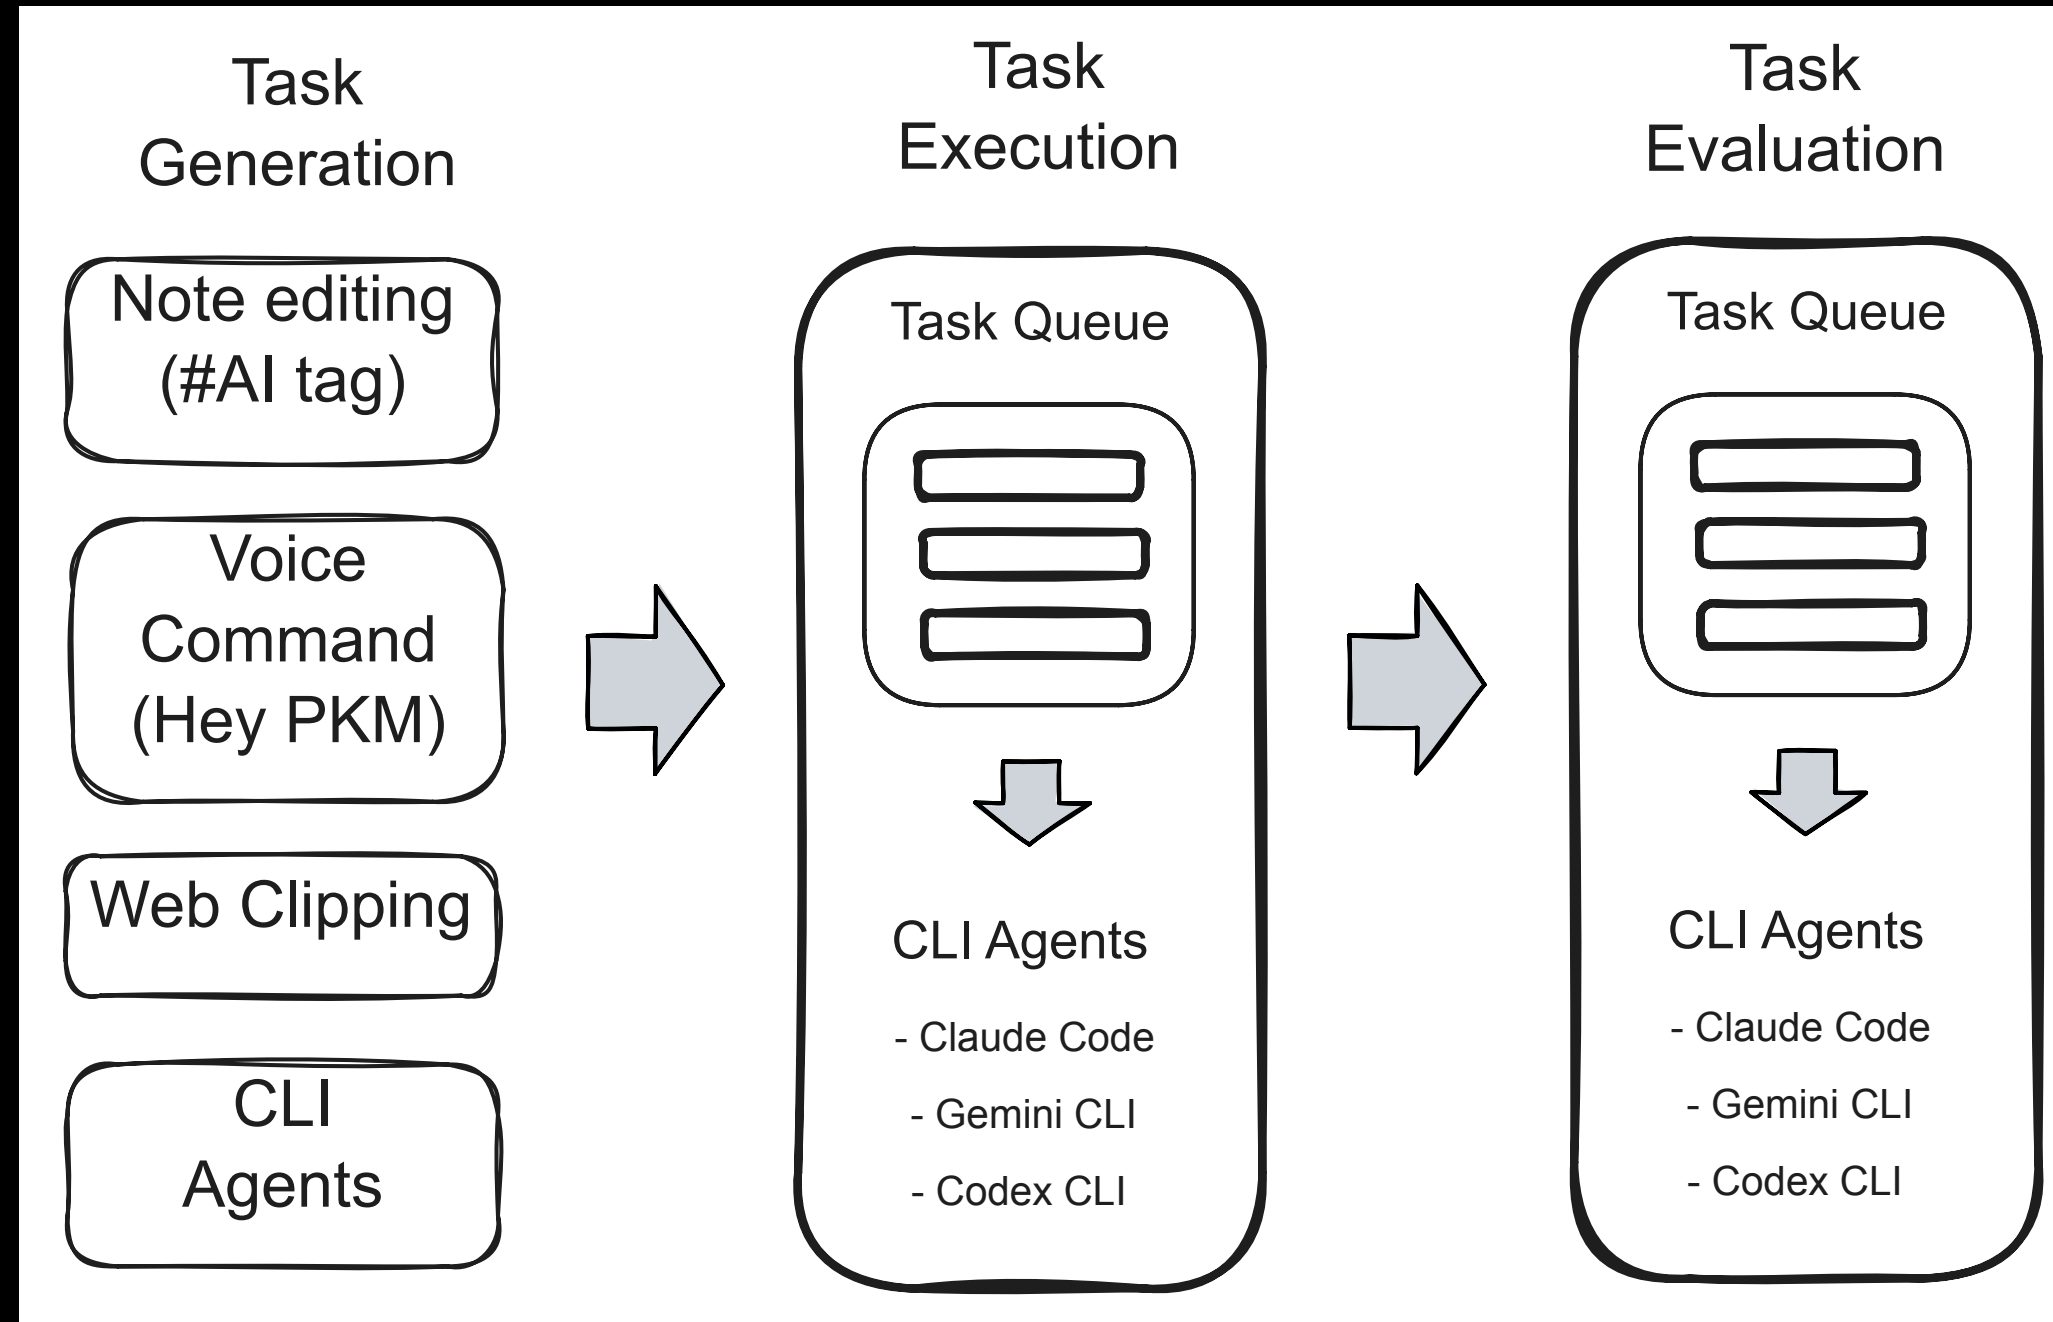 Task
Generation
Note editing
(#AI tag)
Voice
Command
(Hey PKM)
Web Clipping
CLI
Agents
Task
Execution
Task Queue
CLI Agents
- Claude Code
- Gemini CLI
- Codex CLI
Task
Evaluation
Task Queue
CLI Agents
- Claude Code
- Gemini CLI
- Codex CLI